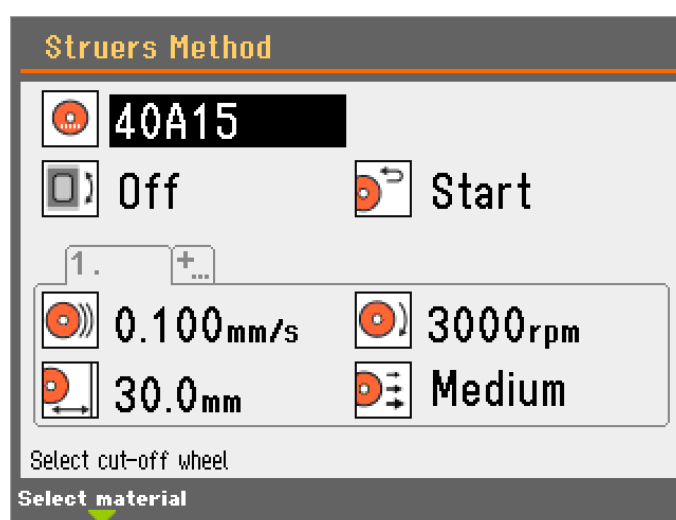 Struers Method
40A15
Off Start
1. +...
0.100mm/s 3000rpm
30.0mm Medium
Select cut-off wheel
Select material